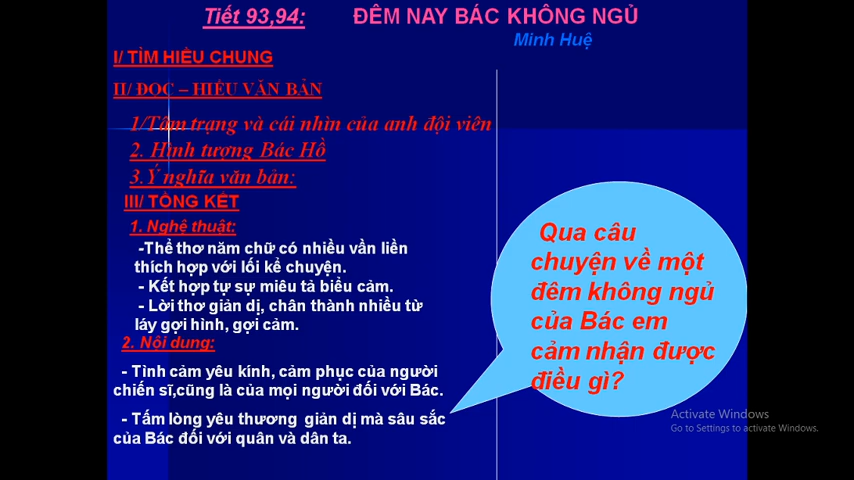 Tiết 93,94: ĐÊM NAY BÁC KHÔNG NGỦ
Minh Huệ
I/ TÌM HIỂU CHUNG
II/ ĐỌC – HIỂU VĂN BẢN
1/Tâm trạng và cái nhìn của anh đội viên
2. Hình tượng Bác Hồ
3.Ý nghĩa văn bản:
III/ TỔNG KẾT
1. Nghệ thuật:
-Thể thơ năm chữ có nhiều vần liền
thích hợp với lối kể chuyện.
- Kết hợp tự sự miêu tả biểu cảm.
- Lời thơ giản dị, chân thành nhiều từ
láy gợi hình, gợi cảm.
2. Nội dung:
- Tình cảm yêu kính, cảm phục của người
chiến sĩ,cũng là của mọi người đối với Bác.
- Tấm lòng yêu thương giản dị mà sâu sắc
của Bác đối với quân và dân ta.
Qua câu
chuyện về một
đêm không ngủ
của Bác em
cảm nhận được
điều gì?
Activate Windows
Go to Settings to activate Windows.